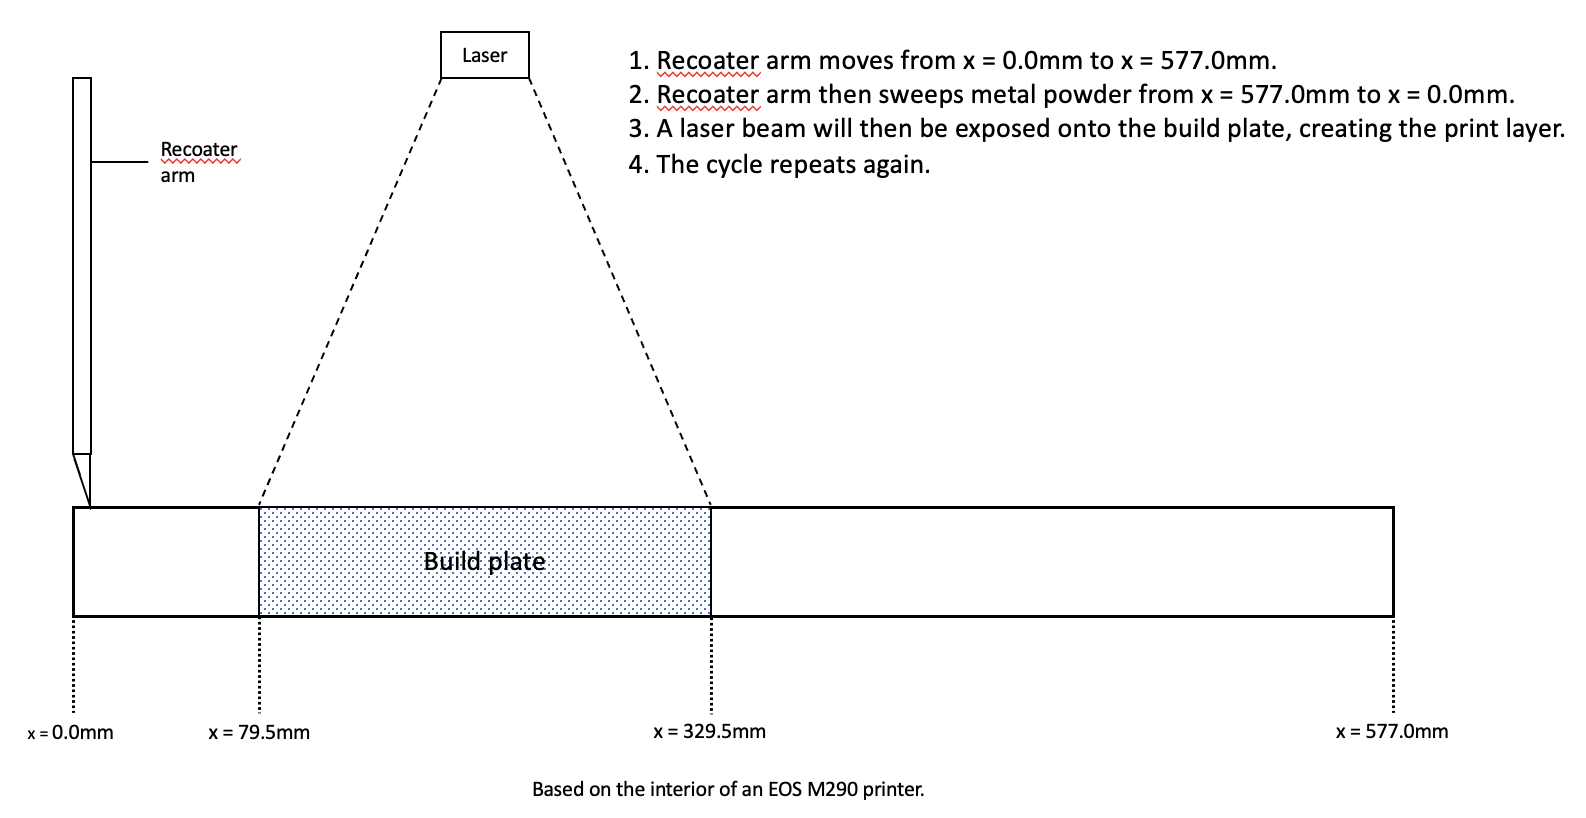 Laser
1. Recoater arm moves from x = 0.0mm to x = 577.0mm.
2. Recoater arm then sweeps metal powder from x = 577.0mm to x = 0.0mm.
3. A laser beam will then be exposed onto the build plate, creating the print layer.
4. The cycle repeats again.
Recoater
arm
Build plate
x = 0.0mm
x = 79.5mm
x = 329.5mm
x = 577.0mm
Based on the interior of an EOS M290 printer.